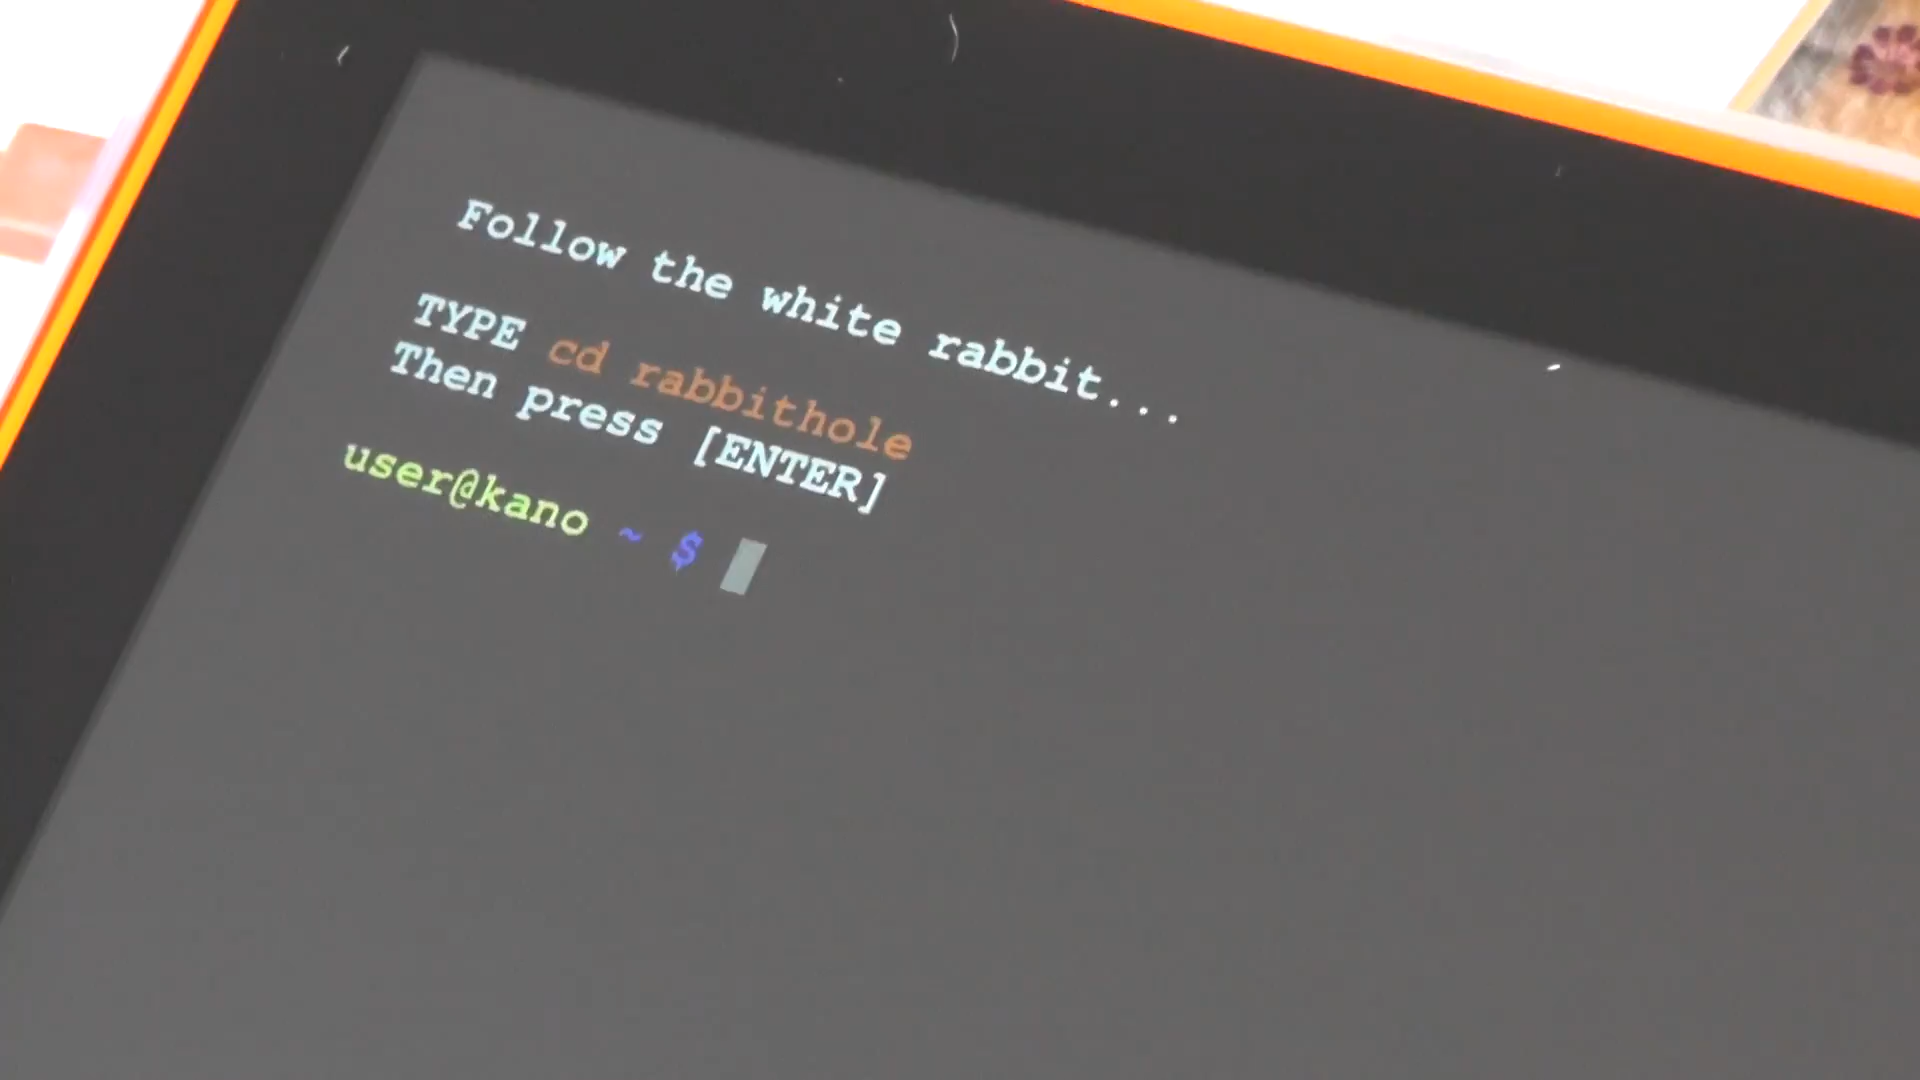 Follow the white rabbit...
TYPE cd rabbithole
Then press [ENTER]
user@kano ~ $